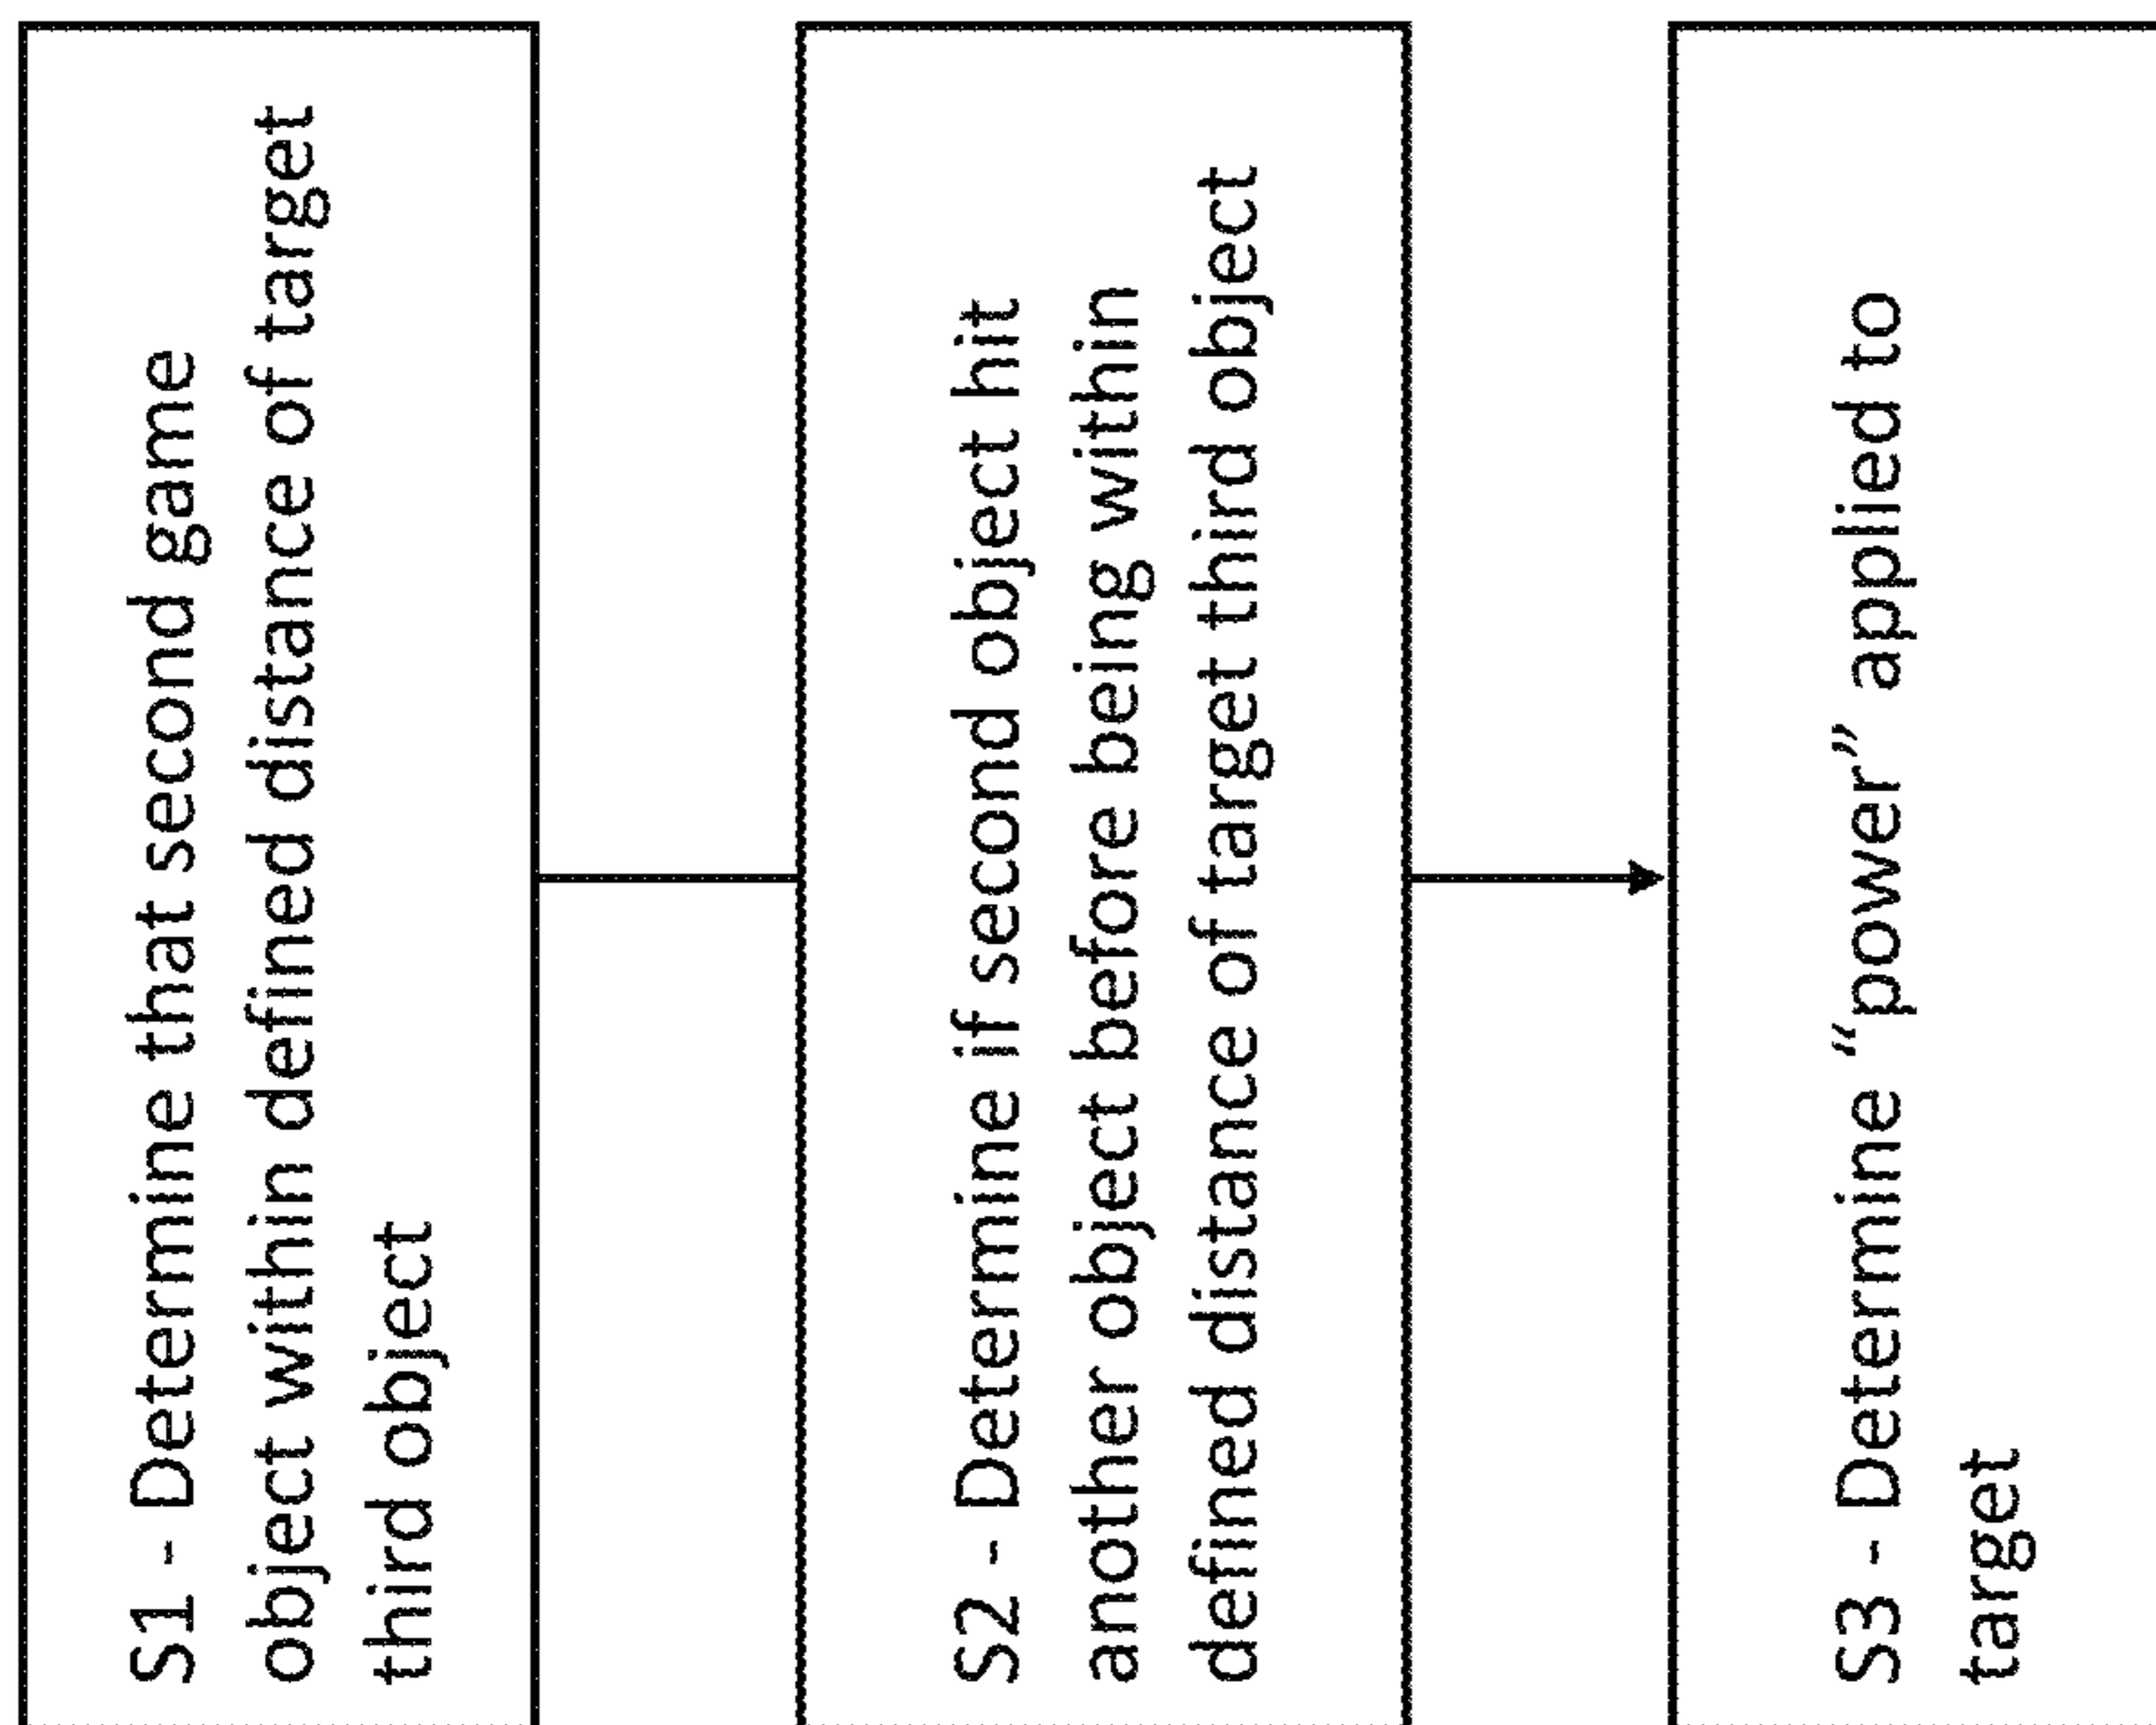 S1 - Determine that second game
object within defined distance of target
third object
S2 - Determine if second object hit
another object before being within
defined distance of target third object
S3 - Determine “power” applied to
target